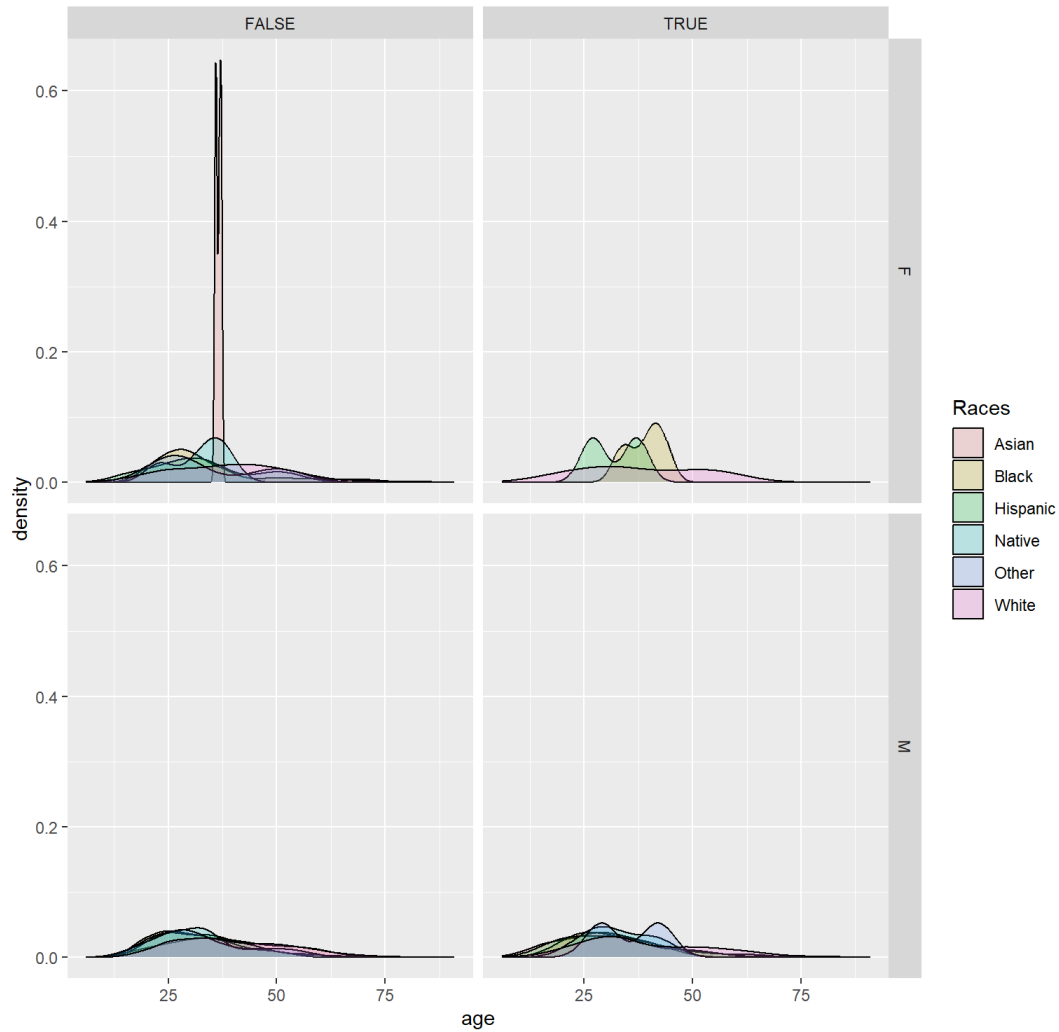 FALSE
TRUE
0.6
0.4
0.2
0.0
F
0.6
0.4
0.2
0.0
M
25
50
75
25
50
75
age
density
Races
Asian
Black
Hispanic
Native
Other
White